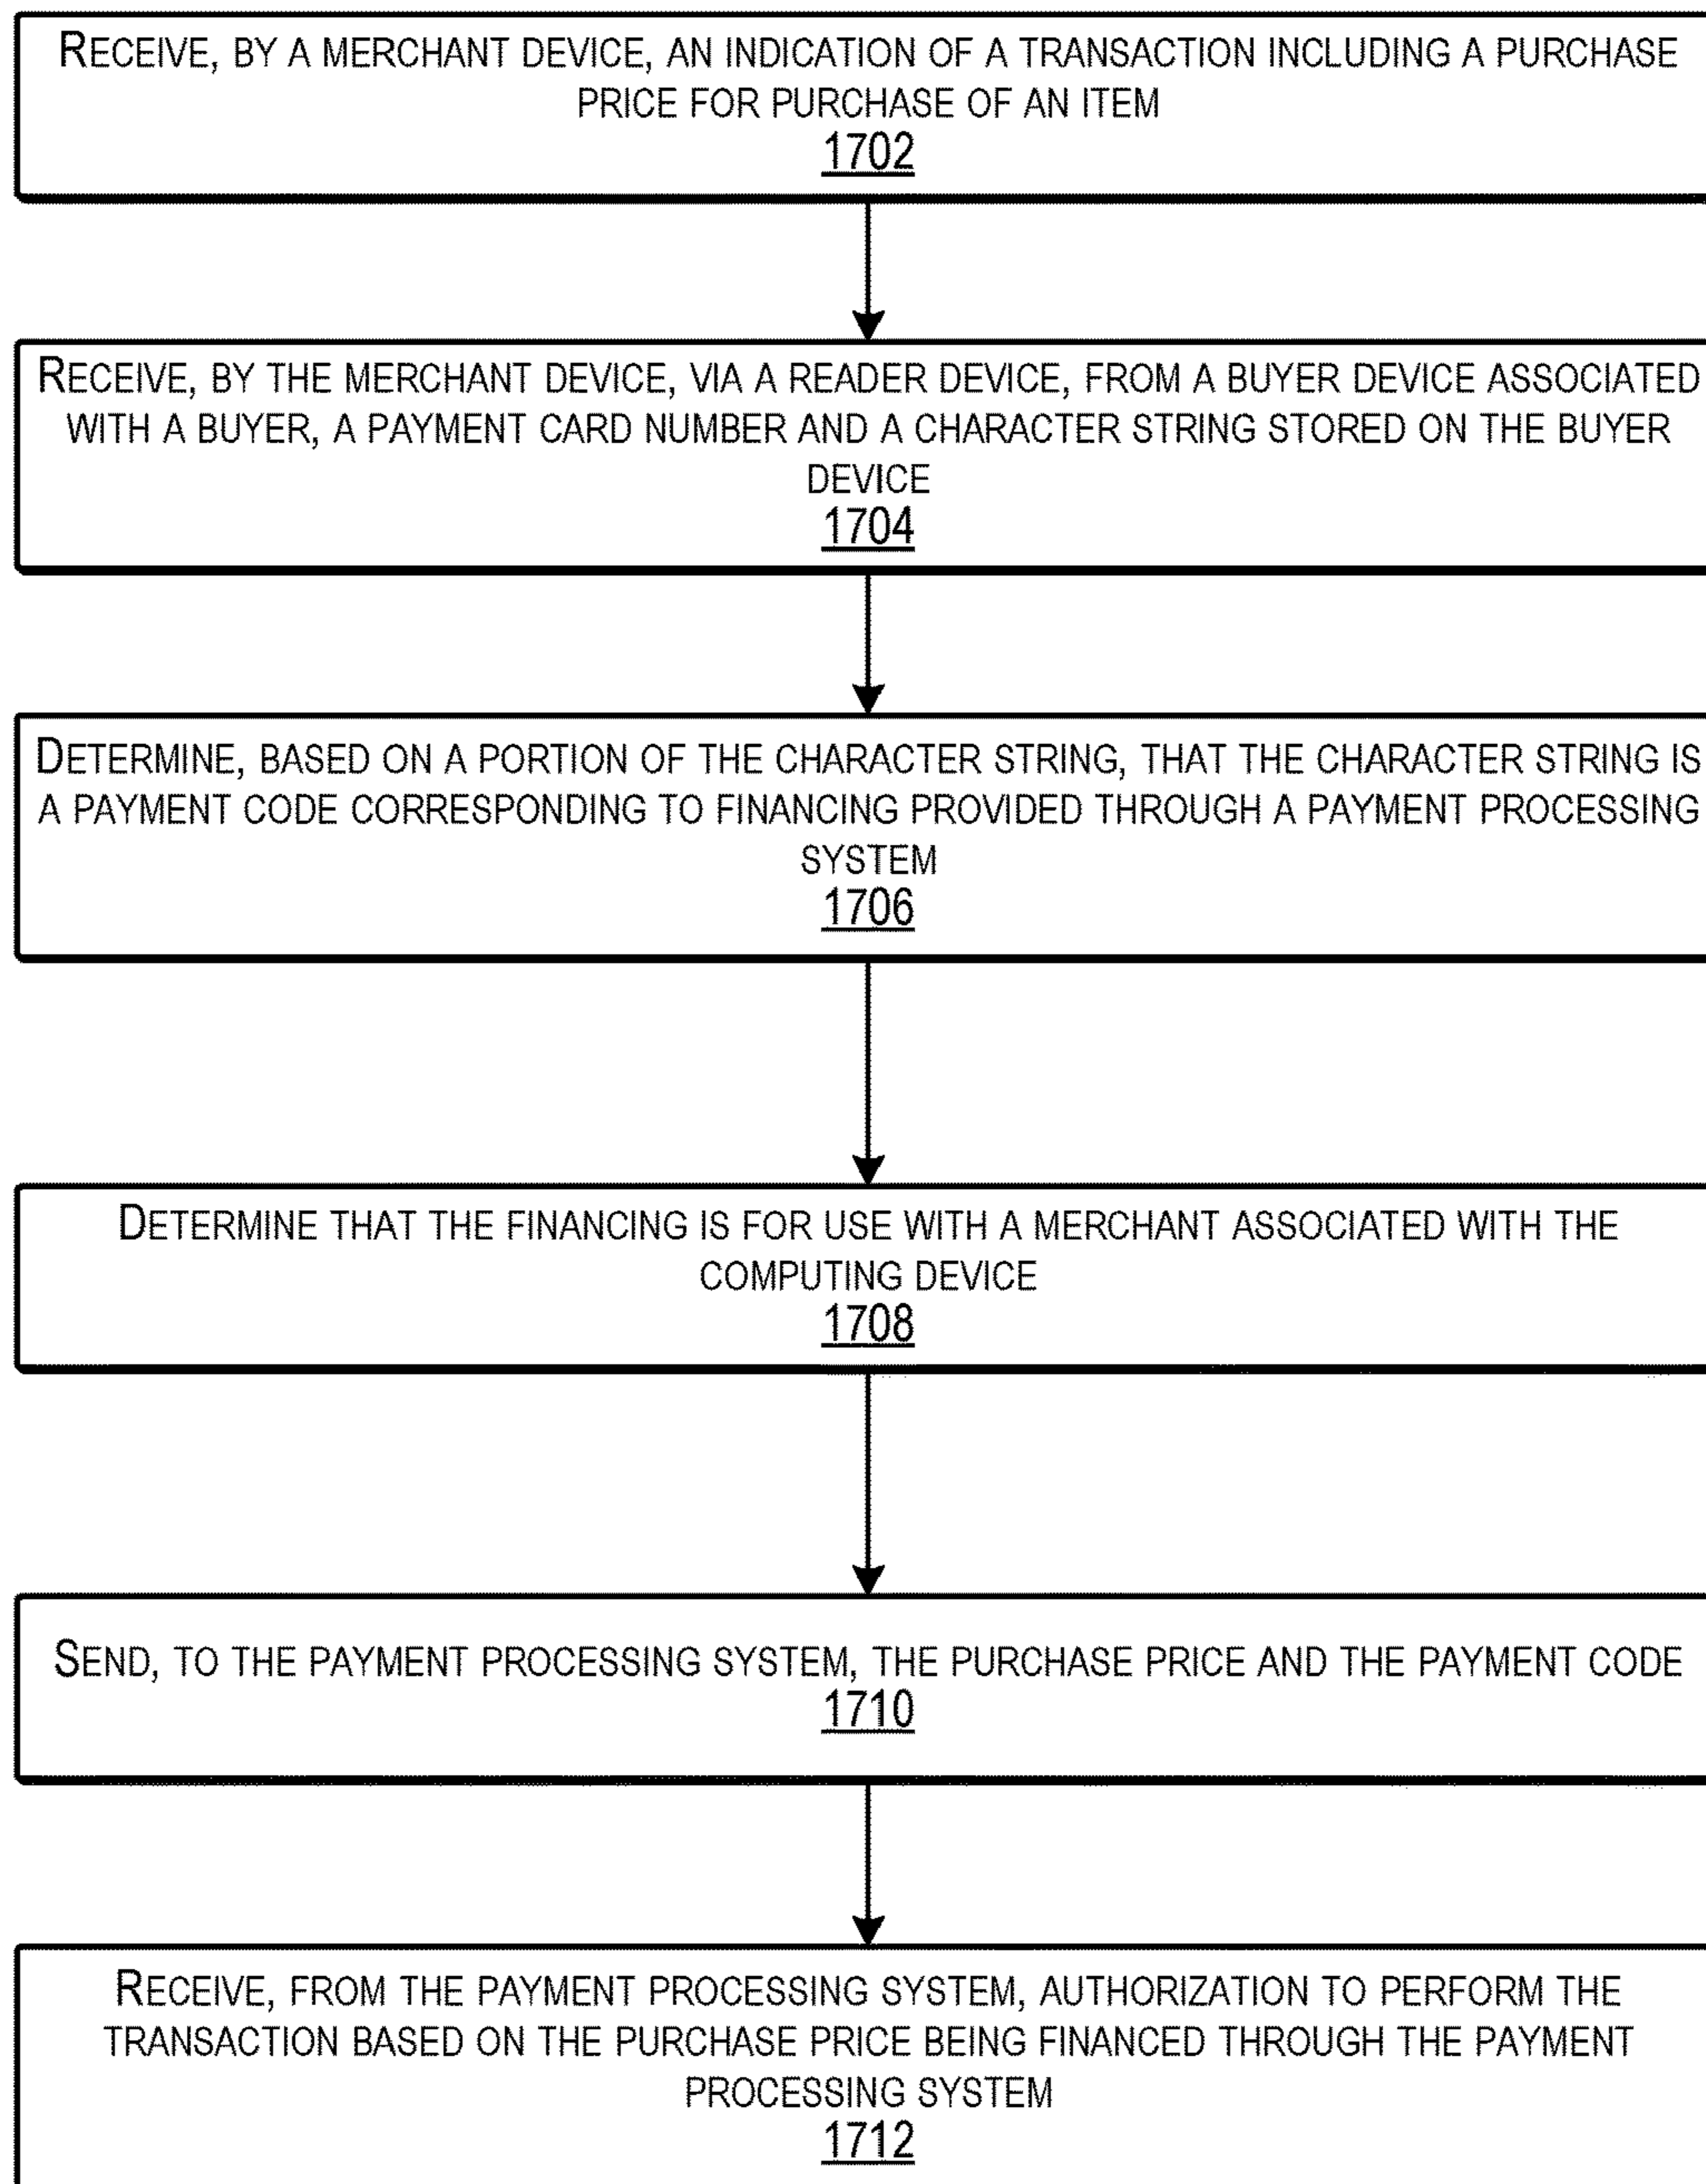 RECEIVE, BY A MERCHANT DEVICE, AN INDICATION OF A TRANSACTION INCLUDING A PURCHASE
PRICE FOR PURCHASE OF AN ITEM
1702
RECEIVE, BY THE MERCHANT DEVICE, VIA A READER DEVICE, FROM A BUYER DEVICE ASSOCIATED
WITH A BUYER, A PAYMENT CARD NUMBER AND A CHARACTER STRING STORED ON THE BUYER
DEVICE
1704
DETERMINE, BASED ON A PORTION OF THE CHARACTER STRING, THAT THE CHARACTER STRING IS
A PAYMENT CODE CORRESPONDING TO FINANCING PROVIDED THROUGH A PAYMENT PROCESSING
SYSTEM
1706
DETERMINE THAT THE FINANCING IS FOR USE WITH A MERCHANT ASSOCIATED WITH THE
COMPUTING DEVICE
1708
SEND, TO THE PAYMENT PROCESSING SYSTEM, THE PURCHASE PRICE AND THE PAYMENT CODE
1710
RECEIVE, FROM THE PAYMENT PROCESSING SYSTEM, AUTHORIZATION TO PERFORM THE
TRANSACTION BASED ON THE PURCHASE PRICE BEING FINANCED THROUGH THE PAYMENT
PROCESSING SYSTEM
1712